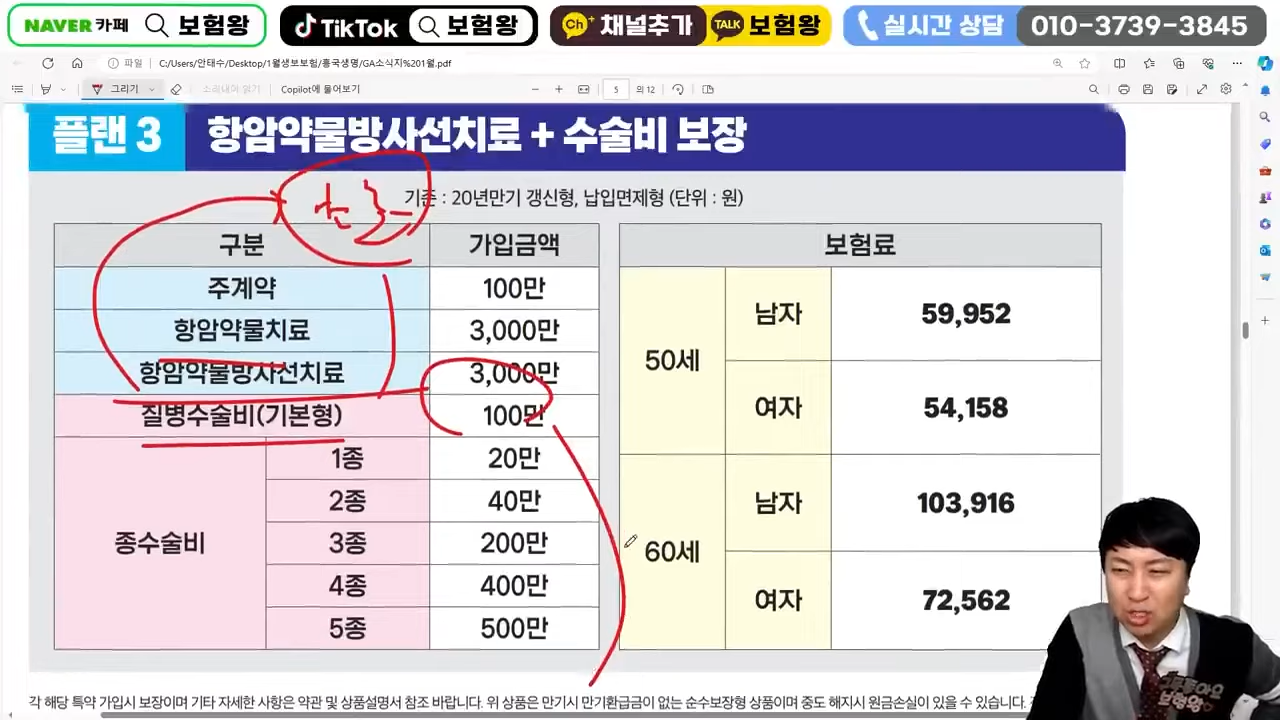 NAVER 카페 보험왕 TikTok 보험왕 Ch+ 채널추가 TALK 보험왕 실시간 상담 010-3739-3845
파일 C:/Users/안태수/Desktop/1월생보보험/흥국생명/GA소식지%201월.pdf
그리기 소리내어 읽기 Copilot에 물어보기 5 의 12
플랜 3 항암약물방사선치료 + 수술비 보장
기준 : 20년만기 갱신형, 납입면제형 (단위 : 원)
구분 가입금액 보험료
주계약 100만
항암약물치료 3,000만
항암약물방사선치료 3,000만
질병수술비(기본형) 100만
종수술비
1종 20만
2종 40만
3종 200만
4종 400만
5종 500만
50세
남자 59,952
여자 54,158
60세
남자 103,916
여자 72,562
각 해당 특약 가입시 보장이며 기타 자세한 사항은 약관 및 상품설명서 참조 바랍니다. 위 상품은 만기시 만기환급금이 없는 순수보장형 상품이며 중도 해지시 원금손실이 있을 수 있습니다.
보험왕